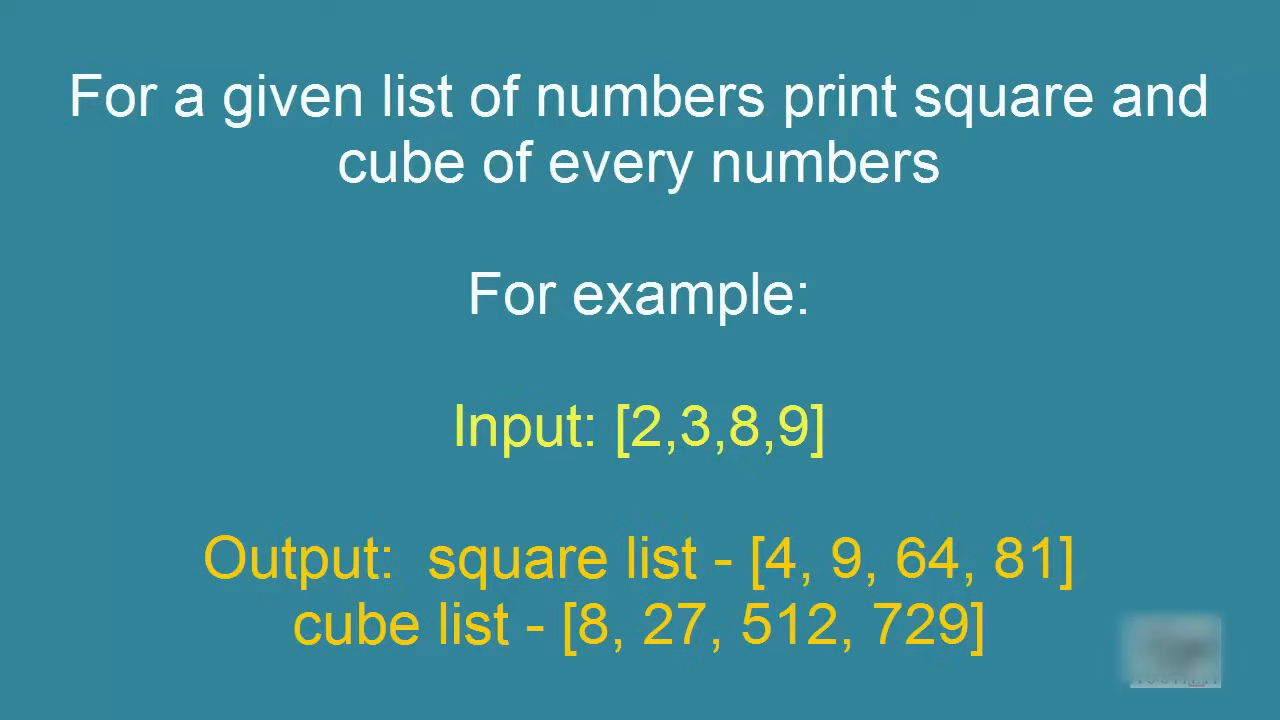 For a given list of numbers print square and
cube of every numbers
For example:
Input: [2,3,8,9]
Output:  square list - [4, 9, 64, 81]
cube list - [8, 27, 512, 729]